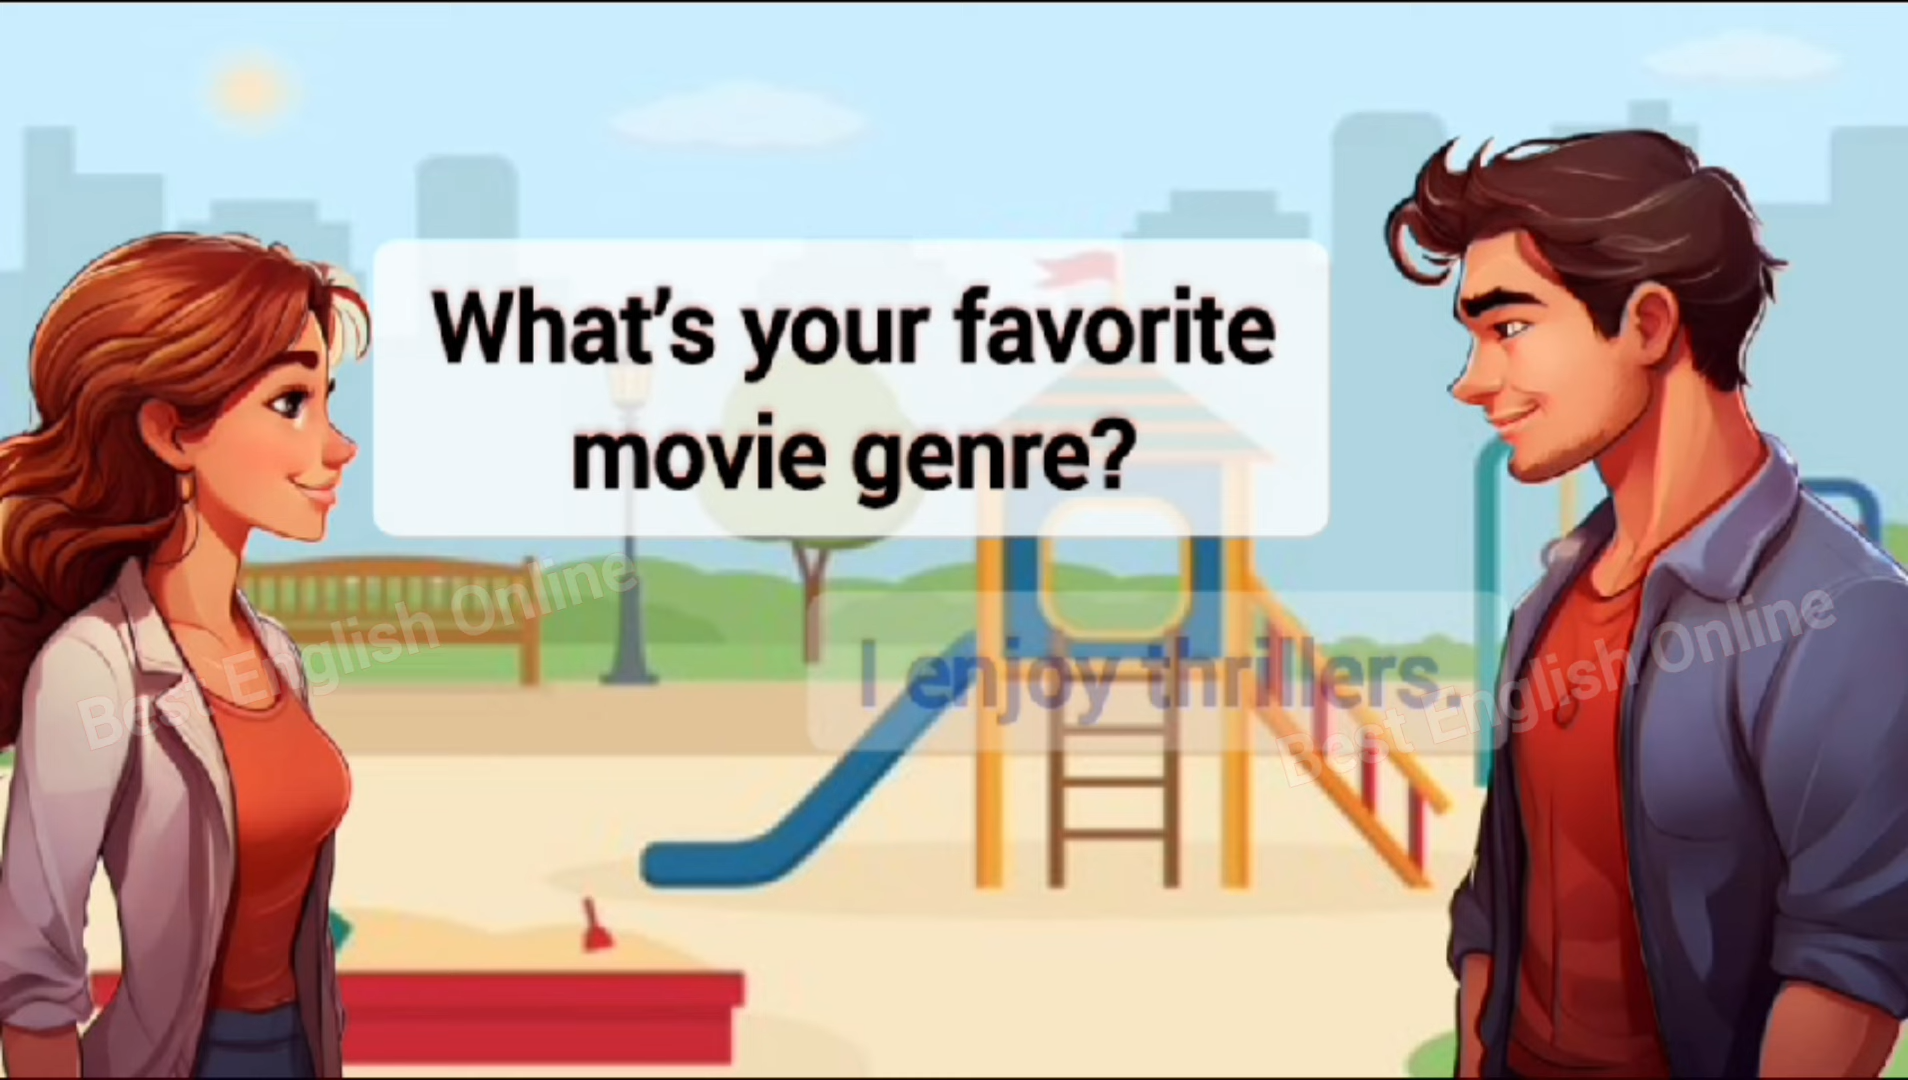 What's your favorite
movie genre?
Best English Online
I enjoy thrillers.
Best English Online